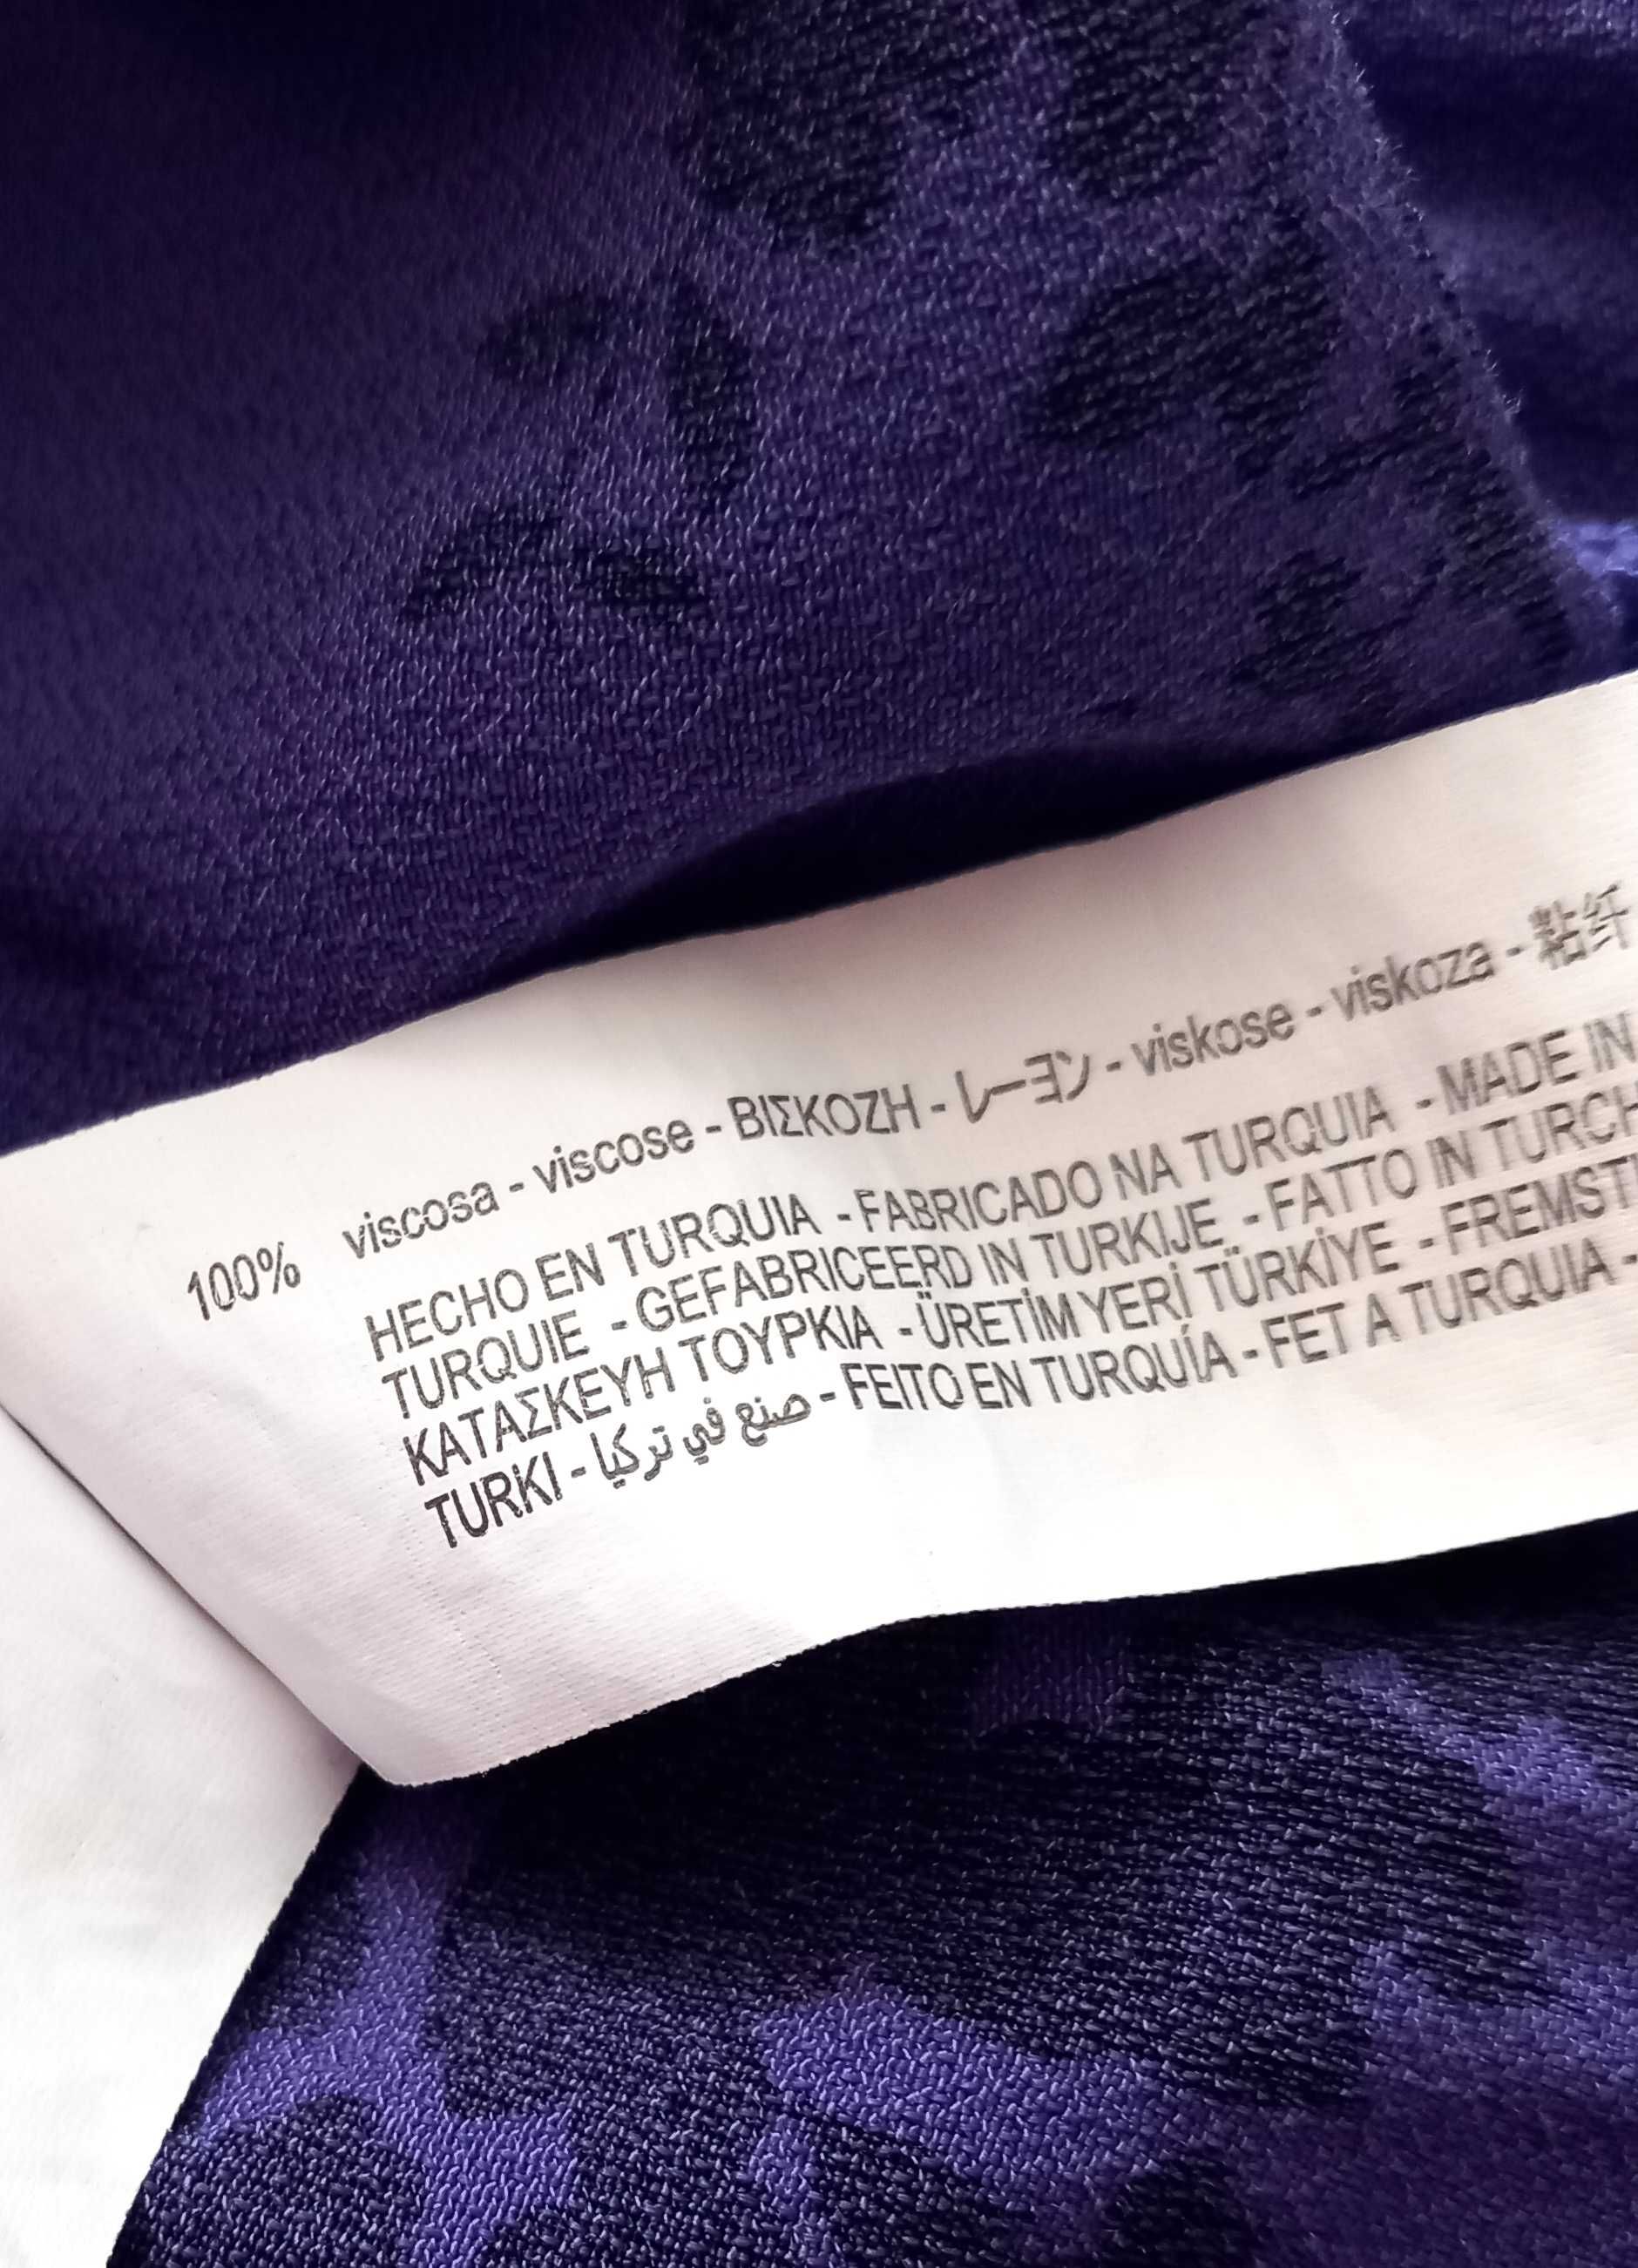 100% viscosa - viscose - ΒΙΣΚΟΖΗ - レーヨン - viskose - viskoza - 粘纤
HECHO EN TURQUIA - FABRICADO NA TURQUIA - MADE IN
TURQUIE - GEFABRICEERD IN TURKIJE - FATTO IN TURCH
ΚΑΤΑΣΚΕΥΗ ΤΟΥΡΚΙΑ - ÜRETİM YERİ TÜRKİYE - FREMSTI
TURKI - صنع في تركيا - FEITO EN TURQUÍA - FET A TURQUIA -